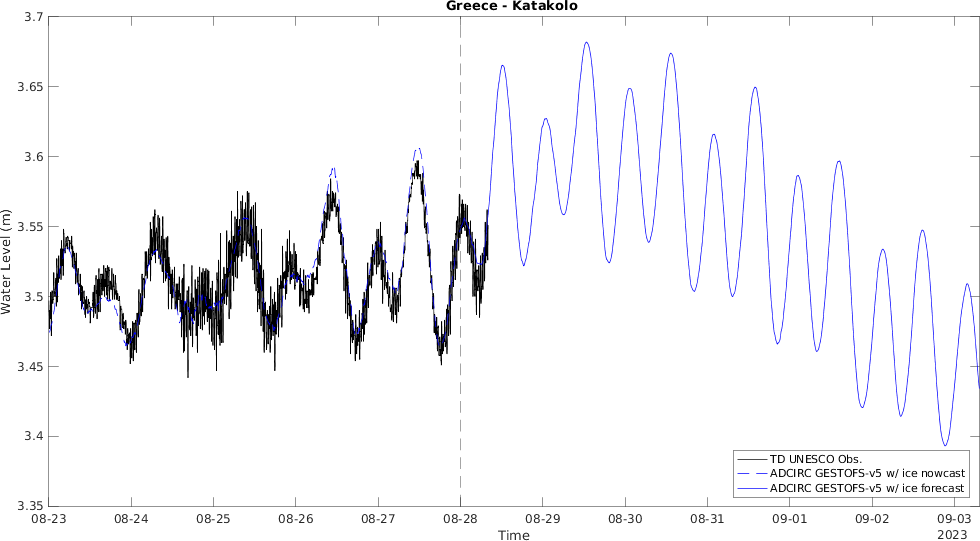 Greece - Katakolo
3.7
3.65
3.6
3.55
3.5
3.45
3.4
3.35
Water Level (m)
TD UNESCO Obs.
ADCIRC GESTOFS-v5 w/ ice nowcast
ADCIRC GESTOFS-v5 w/ ice forecast
08-23 08-24 08-25 08-26 08-27 08-28 08-29 08-30 08-31 09-01 09-02 09-03
Time 2023